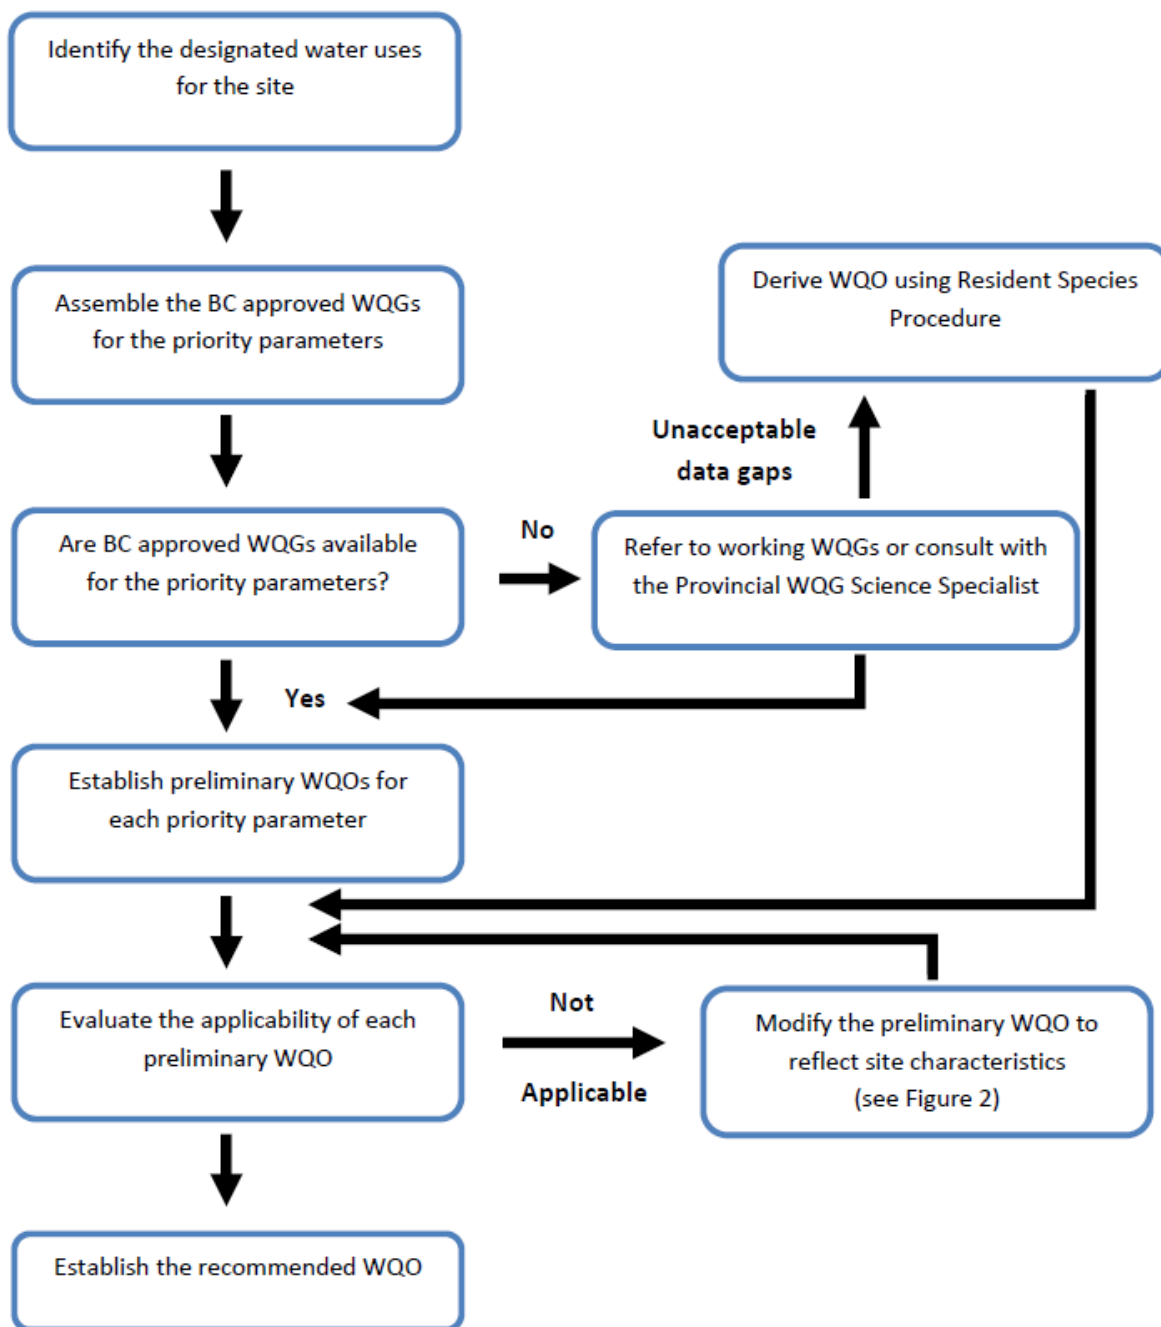 Identify the designated water uses
for the site
Assemble the BC approved WQGs
for the priority parameters
Derive WQO using Resident Species
Procedure
Unacceptable
data gaps
Are BC approved WQGs available
for the priority parameters?
No
Refer to working WQGs or consult with
the Provincial WQG Science Specialist
Yes
Establish preliminary WQOs for
each priority parameter
Evaluate the applicability of each
preliminary WQO
Not
Applicable
Modify the preliminary WQO to
reflect site characteristics
(see Figure 2)
Establish the recommended WQO